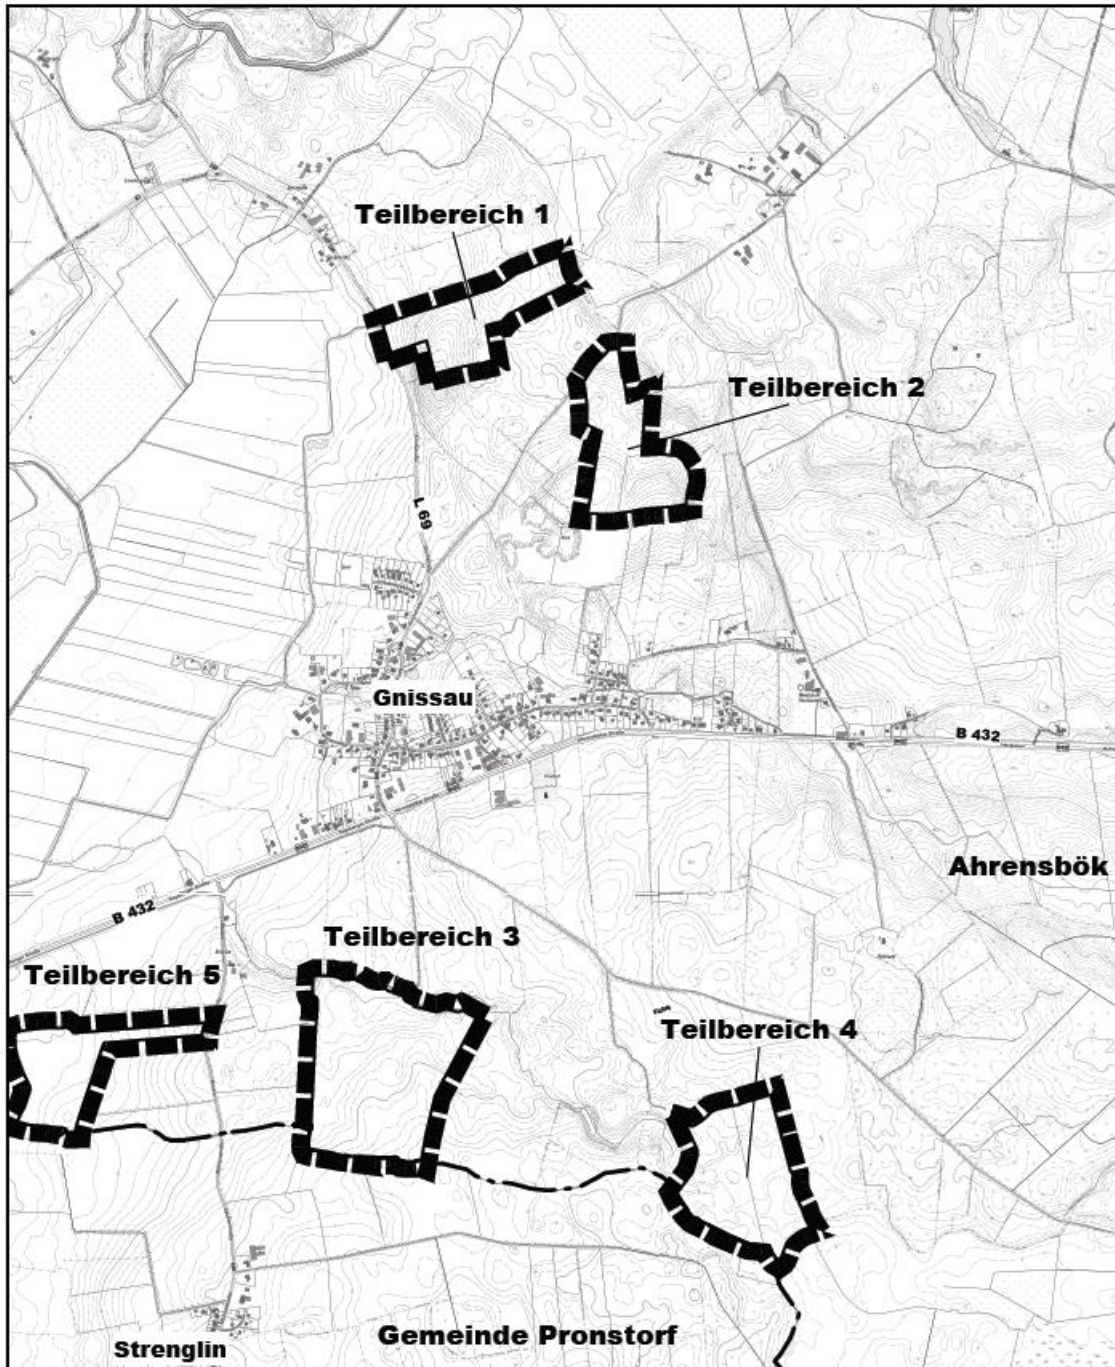 Teilbereich 1
Teilbereich 2
L 69
Gnissau
B 432
Ahrensbök
B 432
Teilbereich 3
Teilbereich 5
Teilbereich 4
Gemeinde Pronstorf
Strenglin